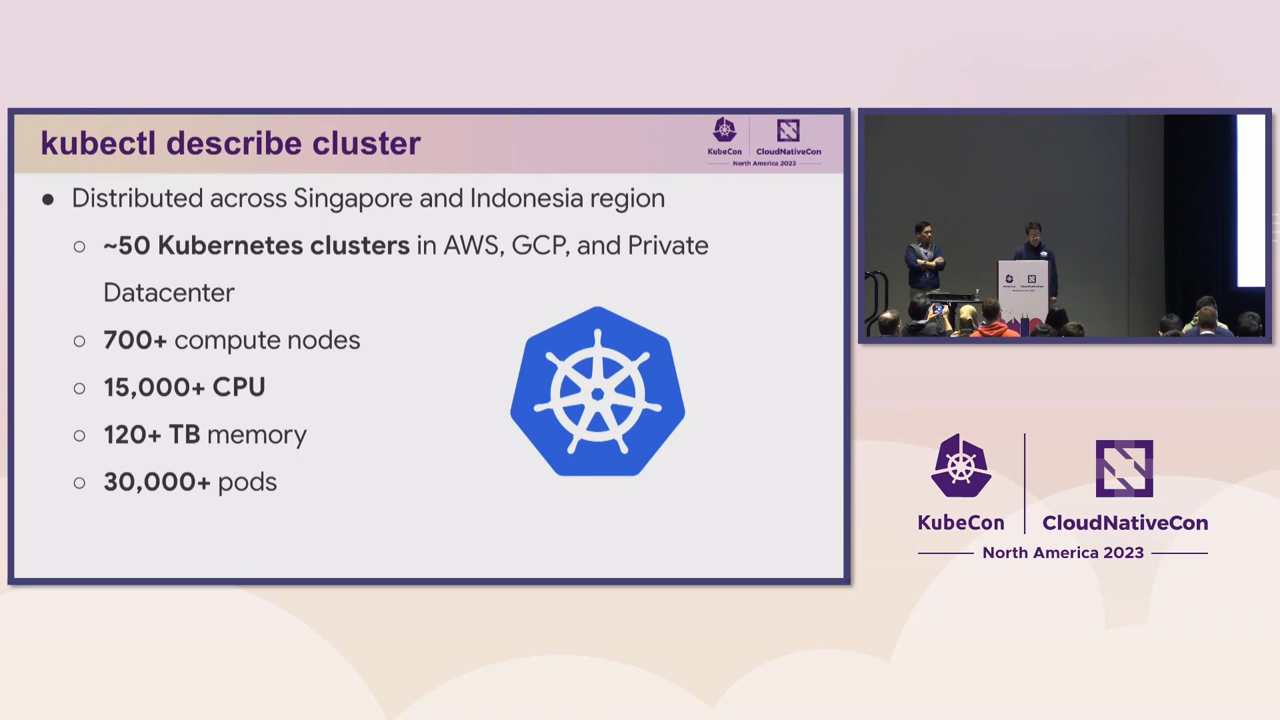 kubectl describe cluster
KubeCon
CloudNativeCon
North America 2023
● Distributed across Singapore and Indonesia region
○ ~50 Kubernetes clusters in AWS, GCP, and Private
Datacenter
○ 700+ compute nodes
○ 15,000+ CPU
○ 120+ TB memory
○ 30,000+ pods
KubeCon
CloudNativeCon
North America 2023